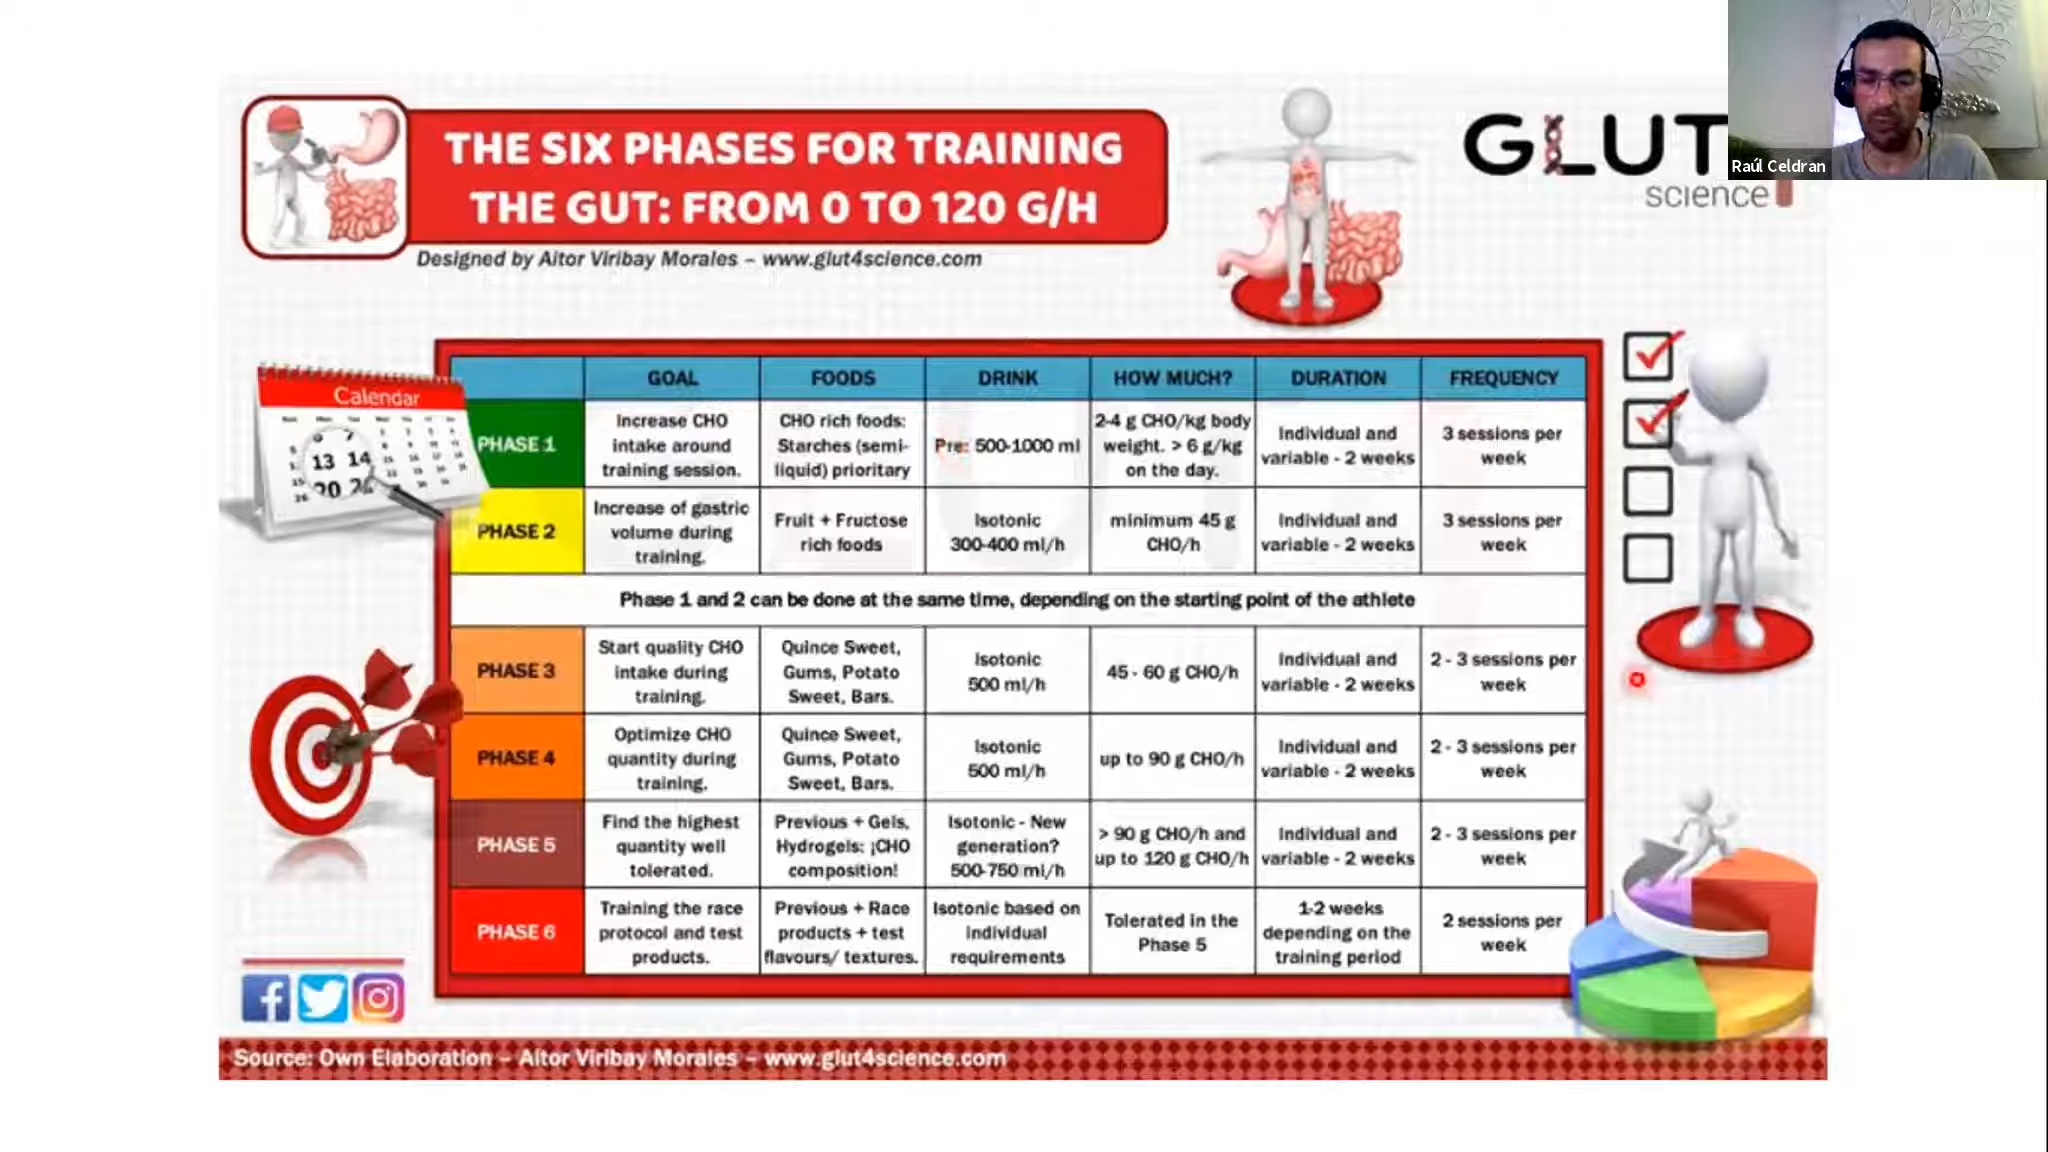 Raúl Celdran
THE SIX PHASES FOR TRAINING
THE GUT: FROM 0 TO 120 G/H
Designed by Aitor Viribay Morales – www.glut4science.com
GLUT
science
Calendar
GOAL FOODS DRINK HOW MUCH? DURATION FREQUENCY
PHASE 1
Increase CHO
intake around
training session.
CHO rich foods:
Starches (semi-
liquid) prioritary
Pre: 500-1000 ml
2-4 g CHO/kg body
weight. > 6 g/kg
on the day.
Individual and
variable - 2 weeks
3 sessions per
week
PHASE 2
Increase of gastric
volume during
training.
Fruit + Fructose
rich foods
Isotonic
300-400 ml/h
minimum 45 g
CHO/h
Individual and
variable - 2 weeks
3 sessions per
week
Phase 1 and 2 can be done at the same time, depending on the starting point of the athlete
PHASE 3
Start quality CHO
intake during
training.
Quince Sweet,
Gums, Potato
Sweet, Bars.
Isotonic
500 ml/h
45 - 60 g CHO/h
Individual and
variable - 2 weeks
2 - 3 sessions per
week
PHASE 4
Optimize CHO
quantity during
training.
Quince Sweet,
Gums, Potato
Sweet, Bars.
Isotonic
500 ml/h
up to 90 g CHO/h
Individual and
variable - 2 weeks
2 - 3 sessions per
week
PHASE 5
Find the highest
quantity well
tolerated.
Previous + Gels,
Hydrogels: ¡CHO
composition!
Isotonic - New
generation?
500-750 ml/h
> 90 g CHO/h and
up to 120 g CHO/h
Individual and
variable - 2 weeks
2 - 3 sessions per
week
PHASE 6
Training the race
protocol and test
products.
Previous + Race
products + test
flavours/ textures.
Isotonic based on
individual
requirements
Tolerated in the
Phase 5
1-2 weeks
depending on the
training period
2 sessions per
week
Source: Own Elaboration – Aitor Viribay Morales – www.glut4science.com